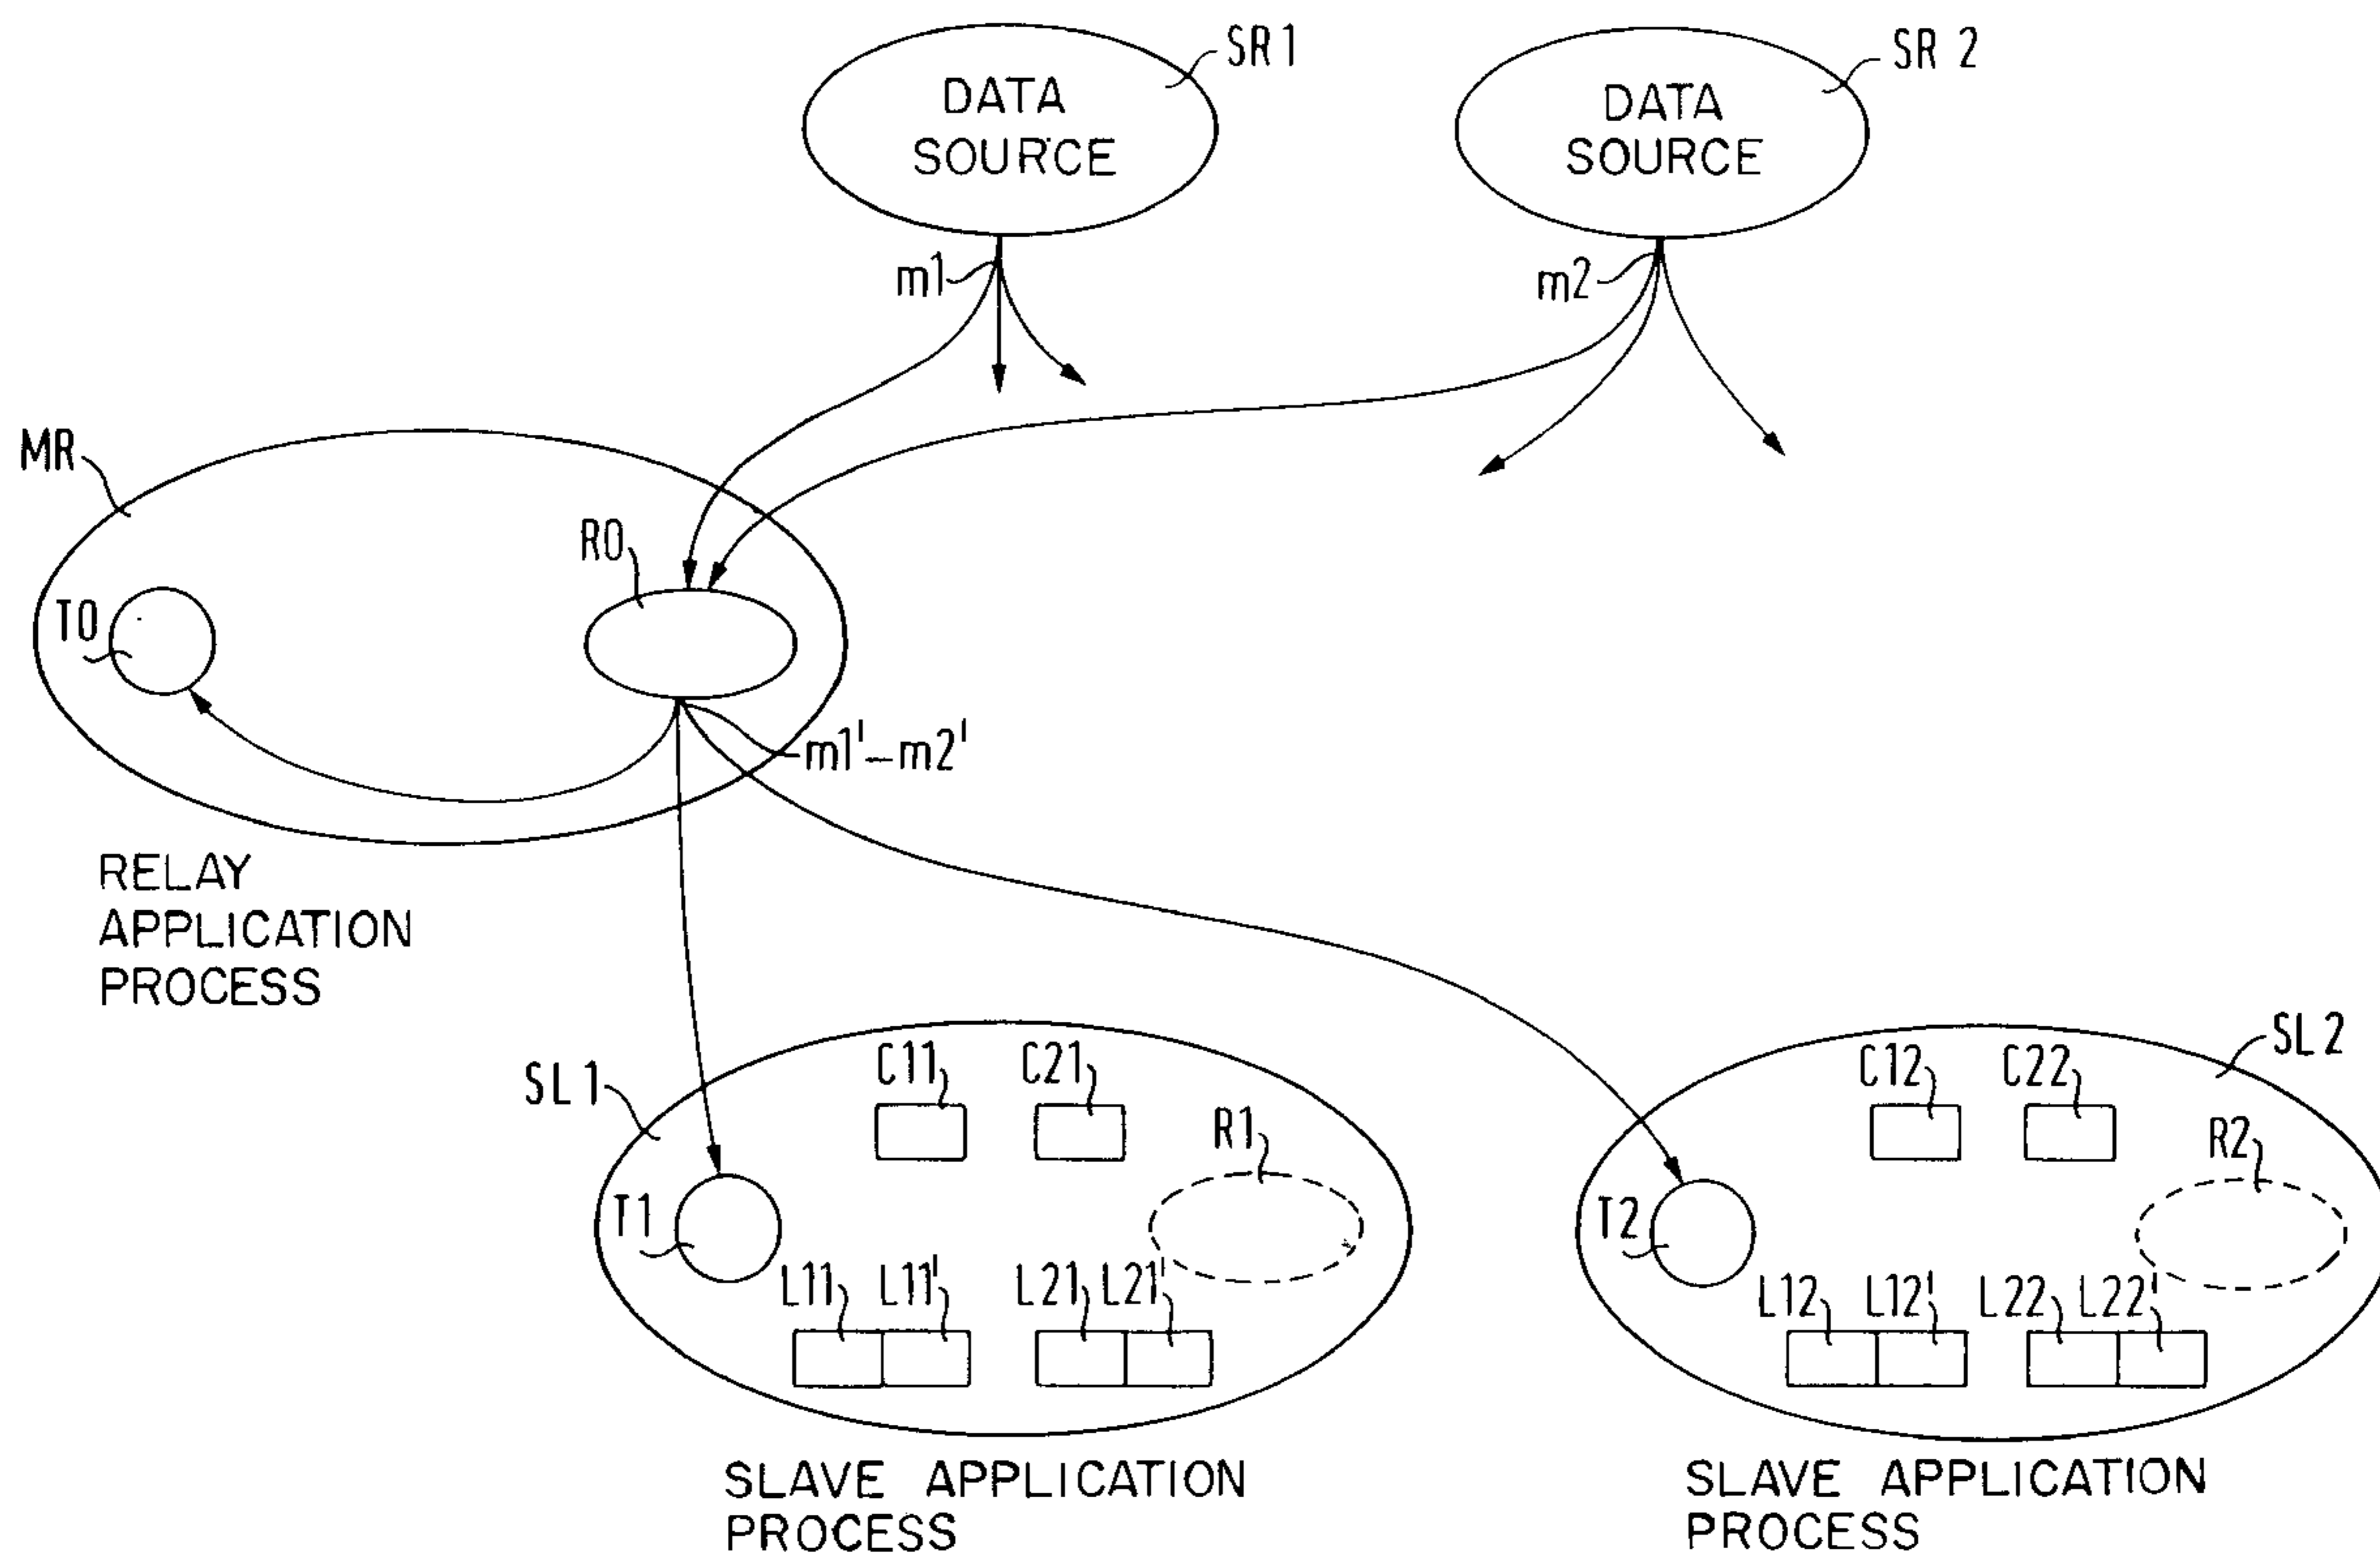 SR1
SR 2
DATA
SOURCE
DATA
SOURCE
m1
m2
MR
R0
T0
m1'–m2'
RELAY
APPLICATION
PROCESS
SL1
C11
C21
R1
T1
L11
L11'
L21
L21'
SL2
C12
C22
R2
T2
L12
L12'
L22
L22'
SLAVE APPLICATION
PROCESS
SLAVE APPLICATION
PROCESS